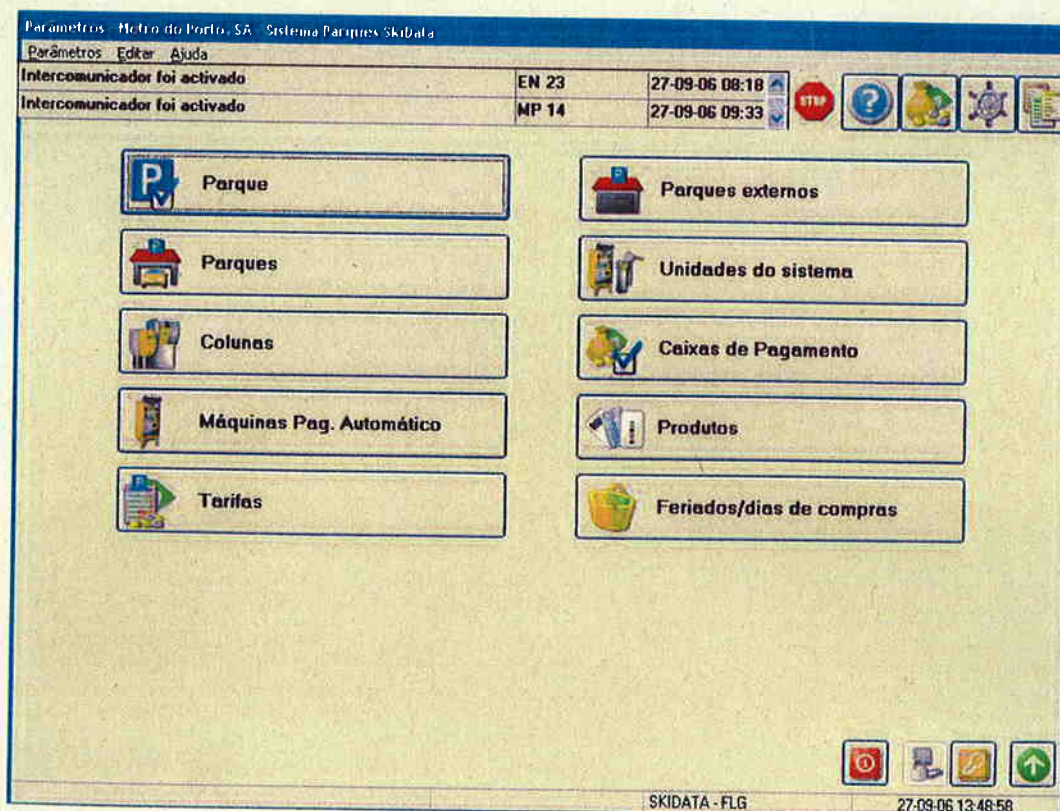 Parâmetros - Metro do Porto, SA - Sistema Parques SkiData
Parâmetros Editar Ajuda
Intercomunicador foi activado EN 23 27-09-06 08:18
Intercomunicador foi activado MP 14 27-09-06 09:33
STOP
Parque
Parques externos
Parques
Unidades do sistema
Colunas
Caixas de Pagamento
Máquinas Pag. Automático
Produtos
Tarifas
Feriados/dias de compras
SKIDATA - FLG 27-09-06 13:48:58